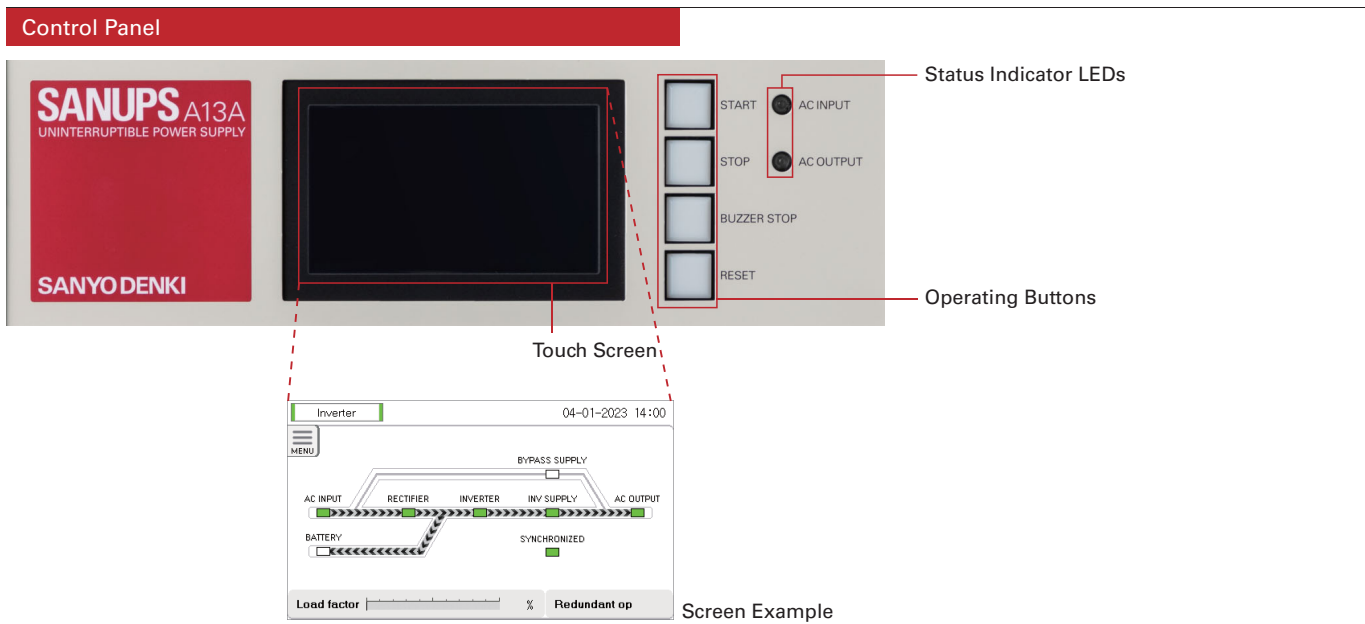 Control Panel
SANUPS A13A
UNINTERRUPTIBLE POWER SUPPLY
SANYO DENKI
START
AC INPUT
STOP
AC OUTPUT
BUZZER STOP
RESET
Status Indicator LEDs
Operating Buttons
Touch Screen
Inverter
04-01-2023 14:00
MENU
BYPASS SUPPLY
AC INPUT
RECTIFIER
INVERTER
INV SUPPLY
AC OUTPUT
BATTERY
SYNCHRONIZED
Load factor
%
Redundant op
Screen Example